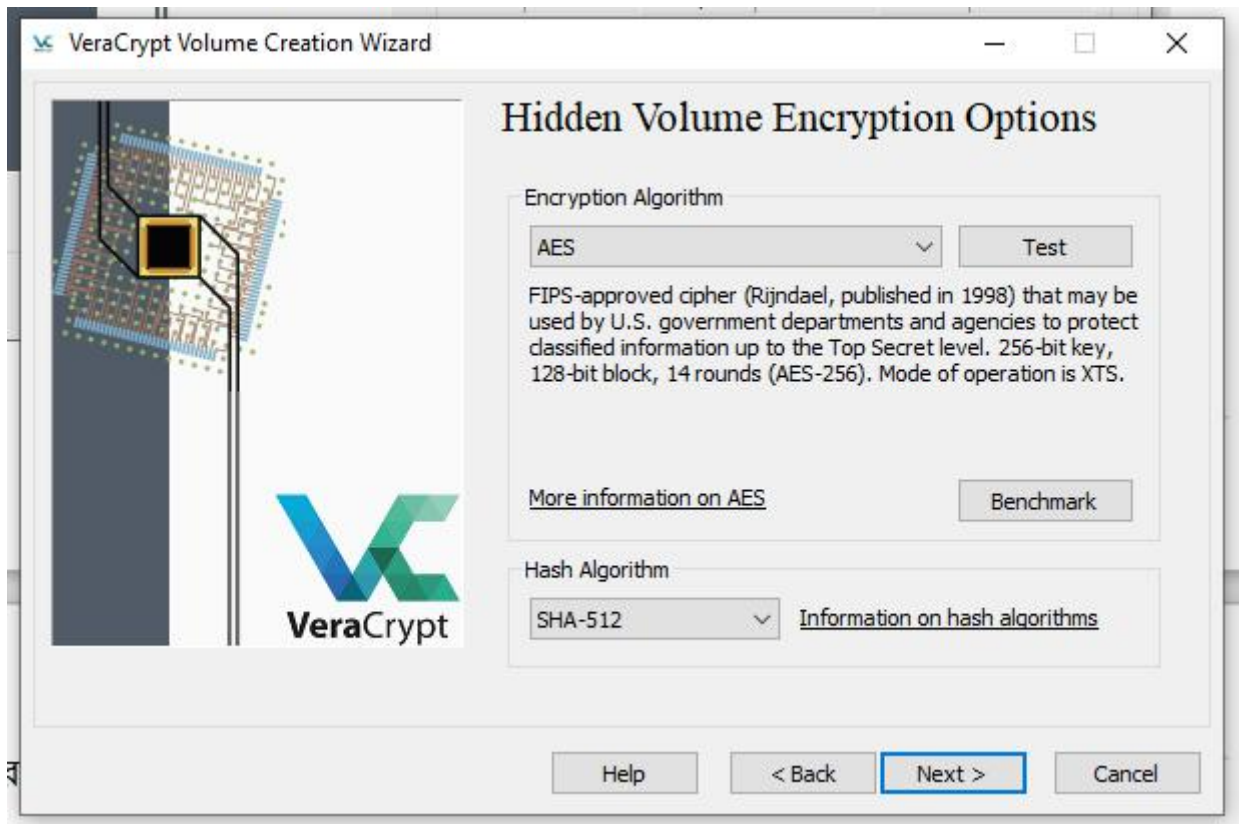 VeraCrypt Volume Creation Wizard
Hidden Volume Encryption Options
Encryption Algorithm
AES
Test
FIPS-approved cipher (Rijndael, published in 1998) that may be
used by U.S. government departments and agencies to protect
classified information up to the Top Secret level. 256-bit key,
128-bit block, 14 rounds (AES-256). Mode of operation is XTS.
More information on AES
Benchmark
Hash Algorithm
SHA-512
Information on hash algorithms
VeraCrypt
Help
< Back
Next >
Cancel